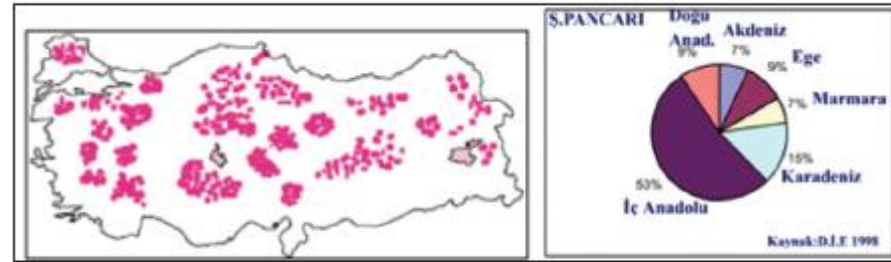 Ş.PANCARI
Doğu
Anad.
9%
Akdeniz
7%
Ege
9%
Marmara
7%
Karadeniz
15%
İç Anadolu
53%
Kaynak:D.İ.E 1998